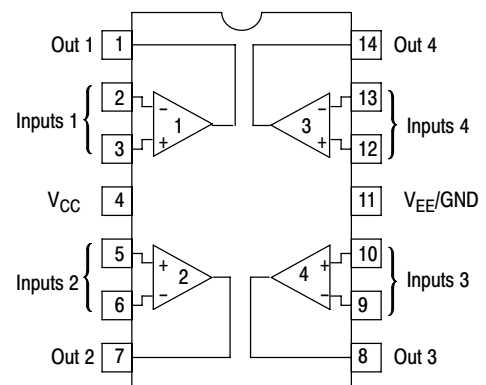 Out 1 1 14 Out 4
2 - - 13
Inputs 1 1 3 Inputs 4
3 + + 12
VCC 4 11 VEE/GND
5 + + 10
Inputs 2 2 4 Inputs 3
6 - - 9
Out 2 7 8 Out 3